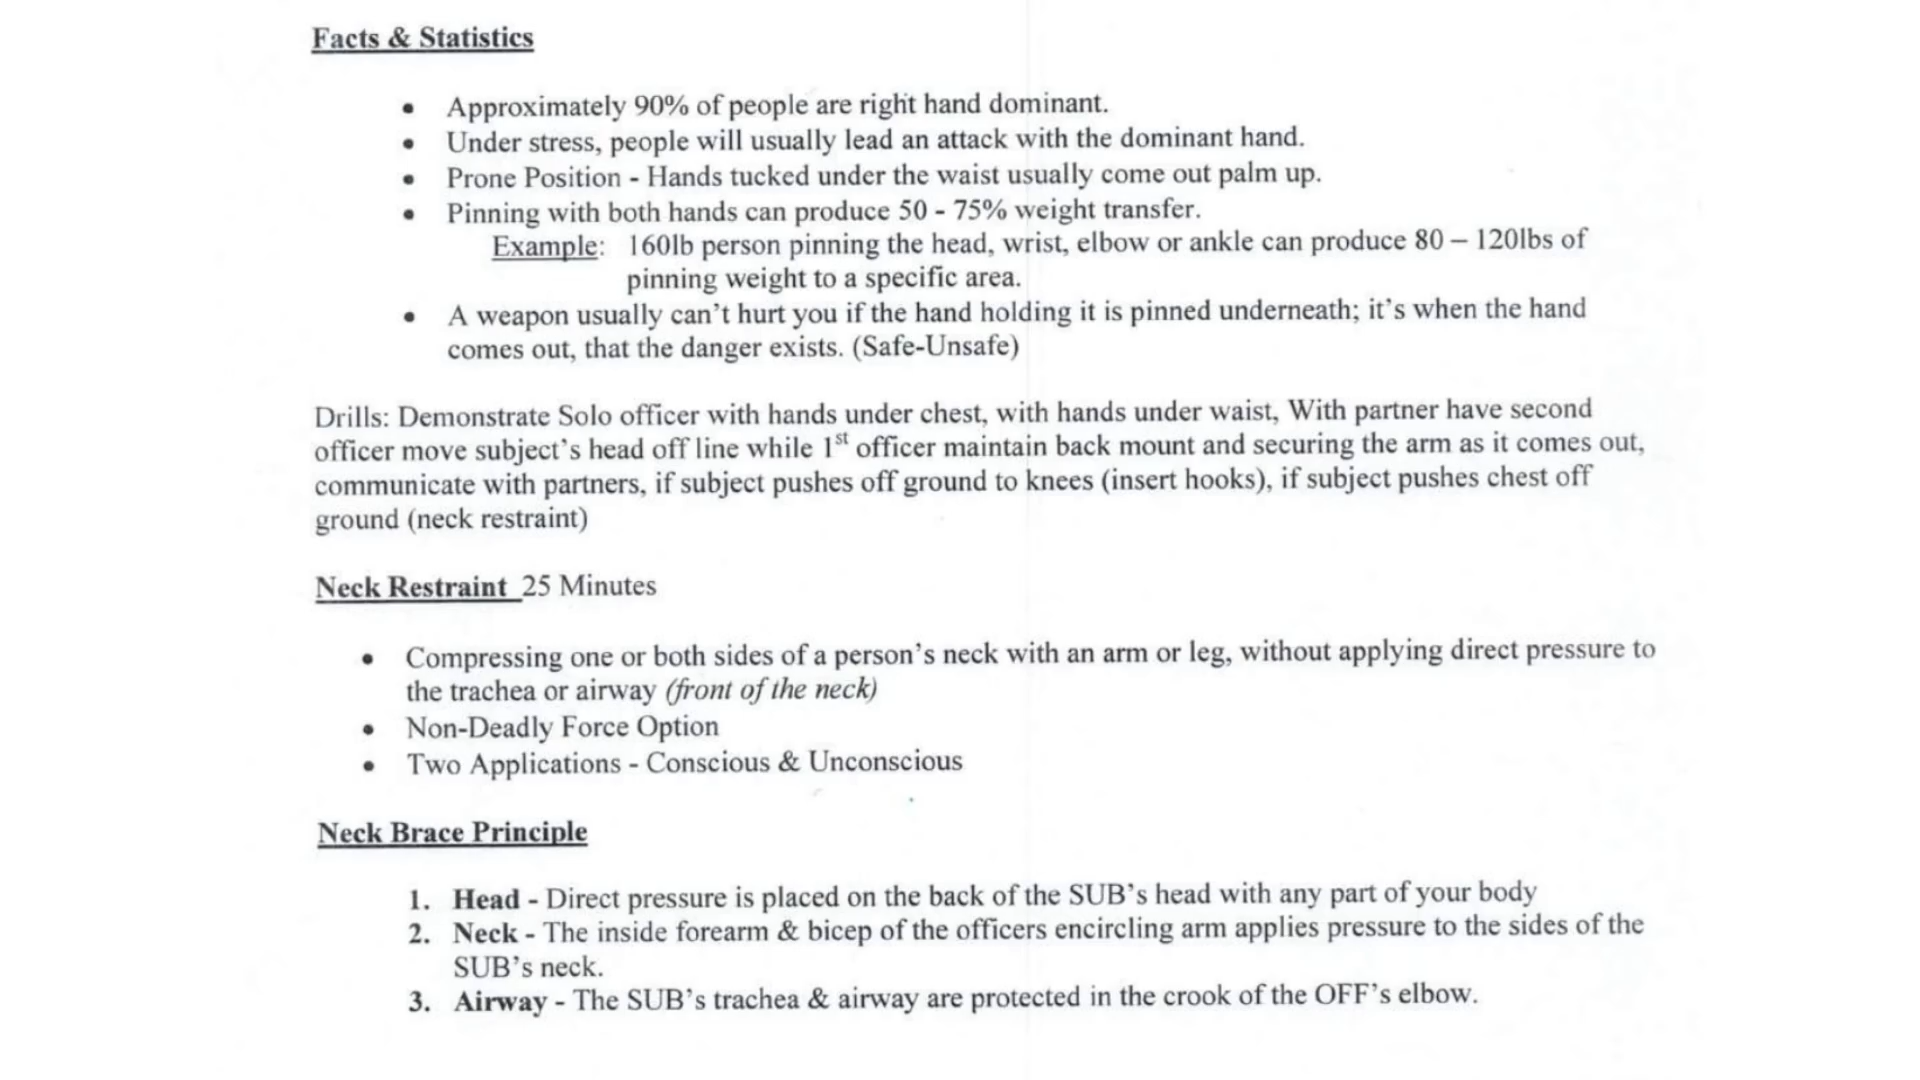 Facts & Statistics
• Approximately 90% of people are right hand dominant.
• Under stress, people will usually lead an attack with the dominant hand.
• Prone Position - Hands tucked under the waist usually come out palm up.
• Pinning with both hands can produce 50 - 75% weight transfer.
Example: 160lb person pinning the head, wrist, elbow or ankle can produce 80 – 120lbs of
pinning weight to a specific area.
• A weapon usually can't hurt you if the hand holding it is pinned underneath; it's when the hand
comes out, that the danger exists. (Safe-Unsafe)
Drills: Demonstrate Solo officer with hands under chest, with hands under waist, With partner have second
officer move subject's head off line while 1st officer maintain back mount and securing the arm as it comes out,
communicate with partners, if subject pushes off ground to knees (insert hooks), if subject pushes chest off
ground (neck restraint)
Neck Restraint 25 Minutes
• Compressing one or both sides of a person's neck with an arm or leg, without applying direct pressure to
the trachea or airway (front of the neck)
• Non-Deadly Force Option
• Two Applications - Conscious & Unconscious
Neck Brace Principle
1. Head - Direct pressure is placed on the back of the SUB's head with any part of your body
2. Neck - The inside forearm & bicep of the officers encircling arm applies pressure to the sides of the
SUB's neck.
3. Airway - The SUB's trachea & airway are protected in the crook of the OFF's elbow.